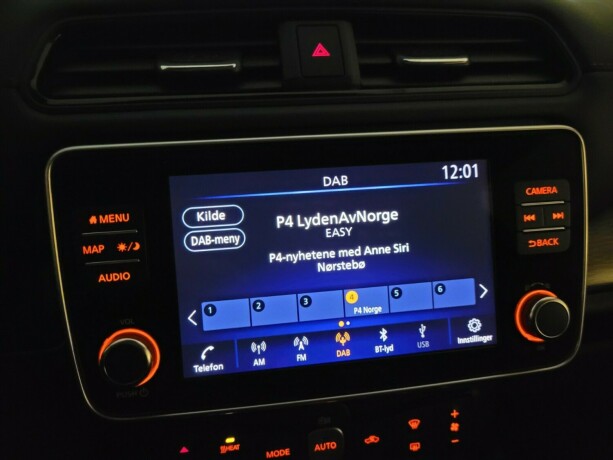 DAB
12:01
MENU
MAP
AUDIO
VOL
Kilde
DAB-meny
P4 LydenAvNorge
EASY
P4-nyhetene med Anne Siri
Nørstebø
1 2 3 4 5 6
P4 Norge
Telefon
AM
FM
DAB
BT-lyd
USB
Innstillinger
CAMERA
BACK
HEAT
MODE
AUTO
+
-